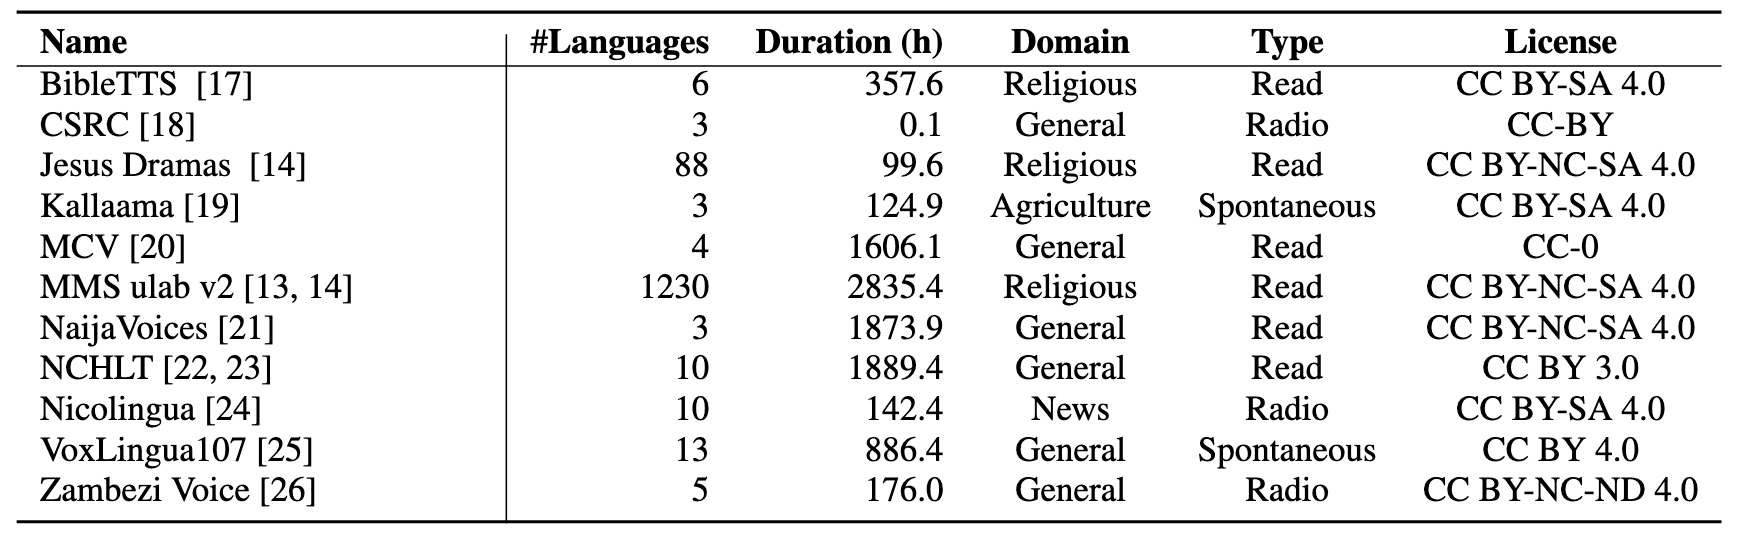 Name #Languages Duration (h) Domain Type License
BibleTTS [17] 6 357.6 Religious Read CC BY-SA 4.0
CSRC [18] 3 0.1 General Radio CC-BY
Jesus Dramas [14] 88 99.6 Religious Read CC BY-NC-SA 4.0
Kallaama [19] 3 124.9 Agriculture Spontaneous CC BY-SA 4.0
MCV [20] 4 1606.1 General Read CC-0
MMS ulab v2 [13, 14] 1230 2835.4 Religious Read CC BY-NC-SA 4.0
NaijaVoices [21] 3 1873.9 General Read CC BY-NC-SA 4.0
NCHLT [22, 23] 10 1889.4 General Read CC BY 3.0
Nicolingua [24] 10 142.4 News Radio CC BY-SA 4.0
VoxLingua107 [25] 13 886.4 General Spontaneous CC BY 4.0
Zambezi Voice [26] 5 176.0 General Radio CC BY-NC-ND 4.0